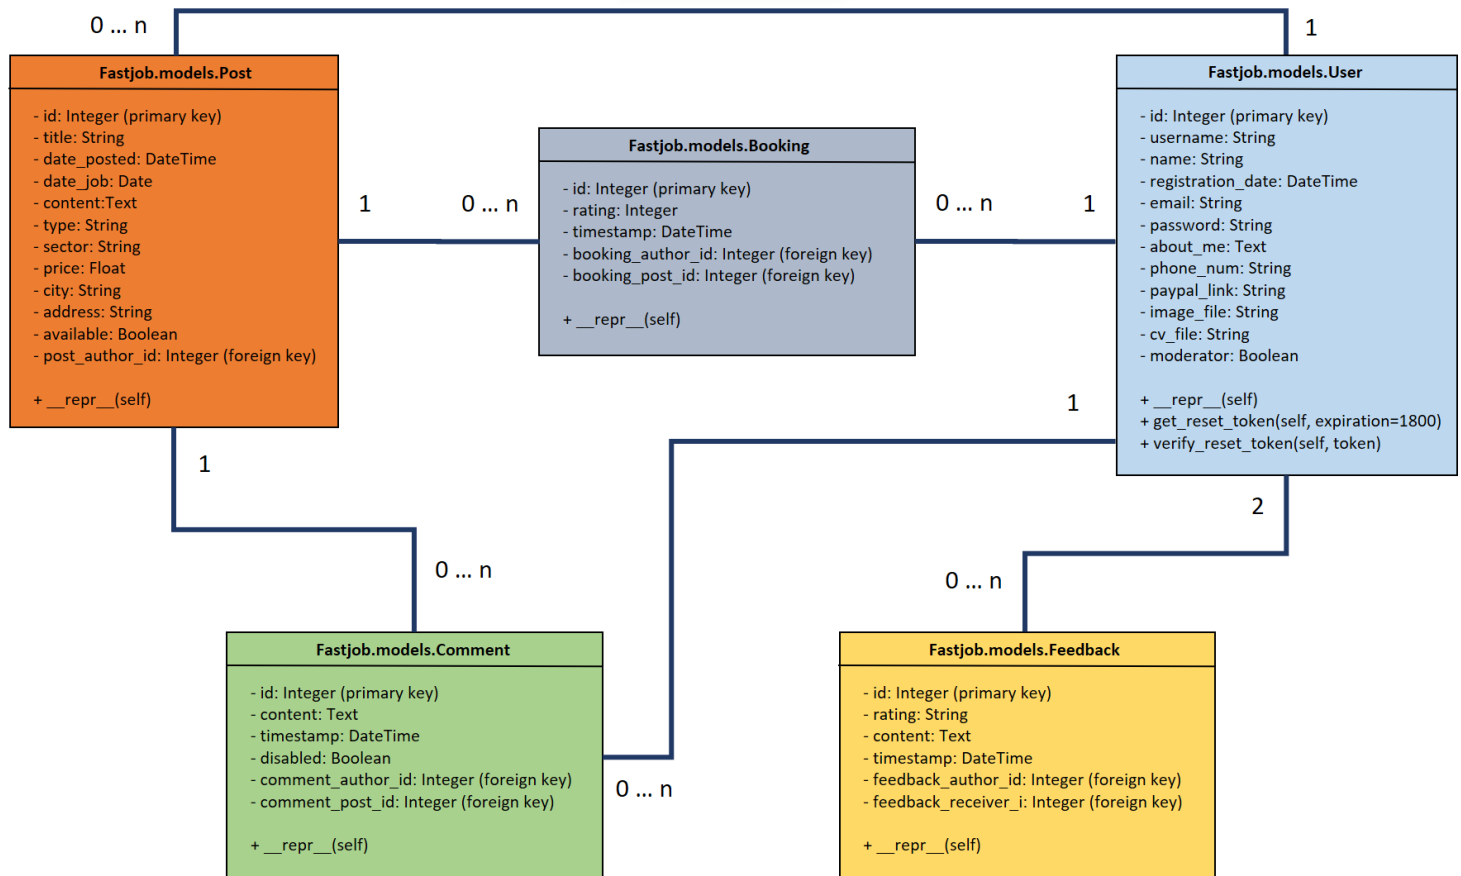 0 ... n
1
Fastjob.models.Post
- id: Integer (primary key)
- title: String
- date_posted: DateTime
- date_job: Date
- content:Text
- type: String
- sector: String
- price: Float
- city: String
- address: String
- available: Boolean
- post_author_id: Integer (foreign key)
+ __repr__(self)
1
0 ... n
Fastjob.models.Booking
- id: Integer (primary key)
- rating: Integer
- timestamp: DateTime
- booking_author_id: Integer (foreign key)
- booking_post_id: Integer (foreign key)
+ __repr__(self)
0 ... n
1
Fastjob.models.User
- id: Integer (primary key)
- username: String
- name: String
- registration_date: DateTime
- email: String
- password: String
- about_me: Text
- phone_num: String
- paypal_link: String
- image_file: String
- cv_file: String
- moderator: Boolean
+ __repr__(self)
+ get_reset_token(self, expiration=1800)
+ verify_reset_token(self, token)
1
1
2
0 ... n
0 ... n
Fastjob.models.Comment
- id: Integer (primary key)
- content: Text
- timestamp: DateTime
- disabled: Boolean
- comment_author_id: Integer (foreign key)
- comment_post_id: Integer (foreign key)
+ __repr__(self)
0 ... n
Fastjob.models.Feedback
- id: Integer (primary key)
- rating: String
- content: Text
- timestamp: DateTime
- feedback_author_id: Integer (foreign key)
- feedback_receiver_i: Integer (foreign key)
+ __repr__(self)